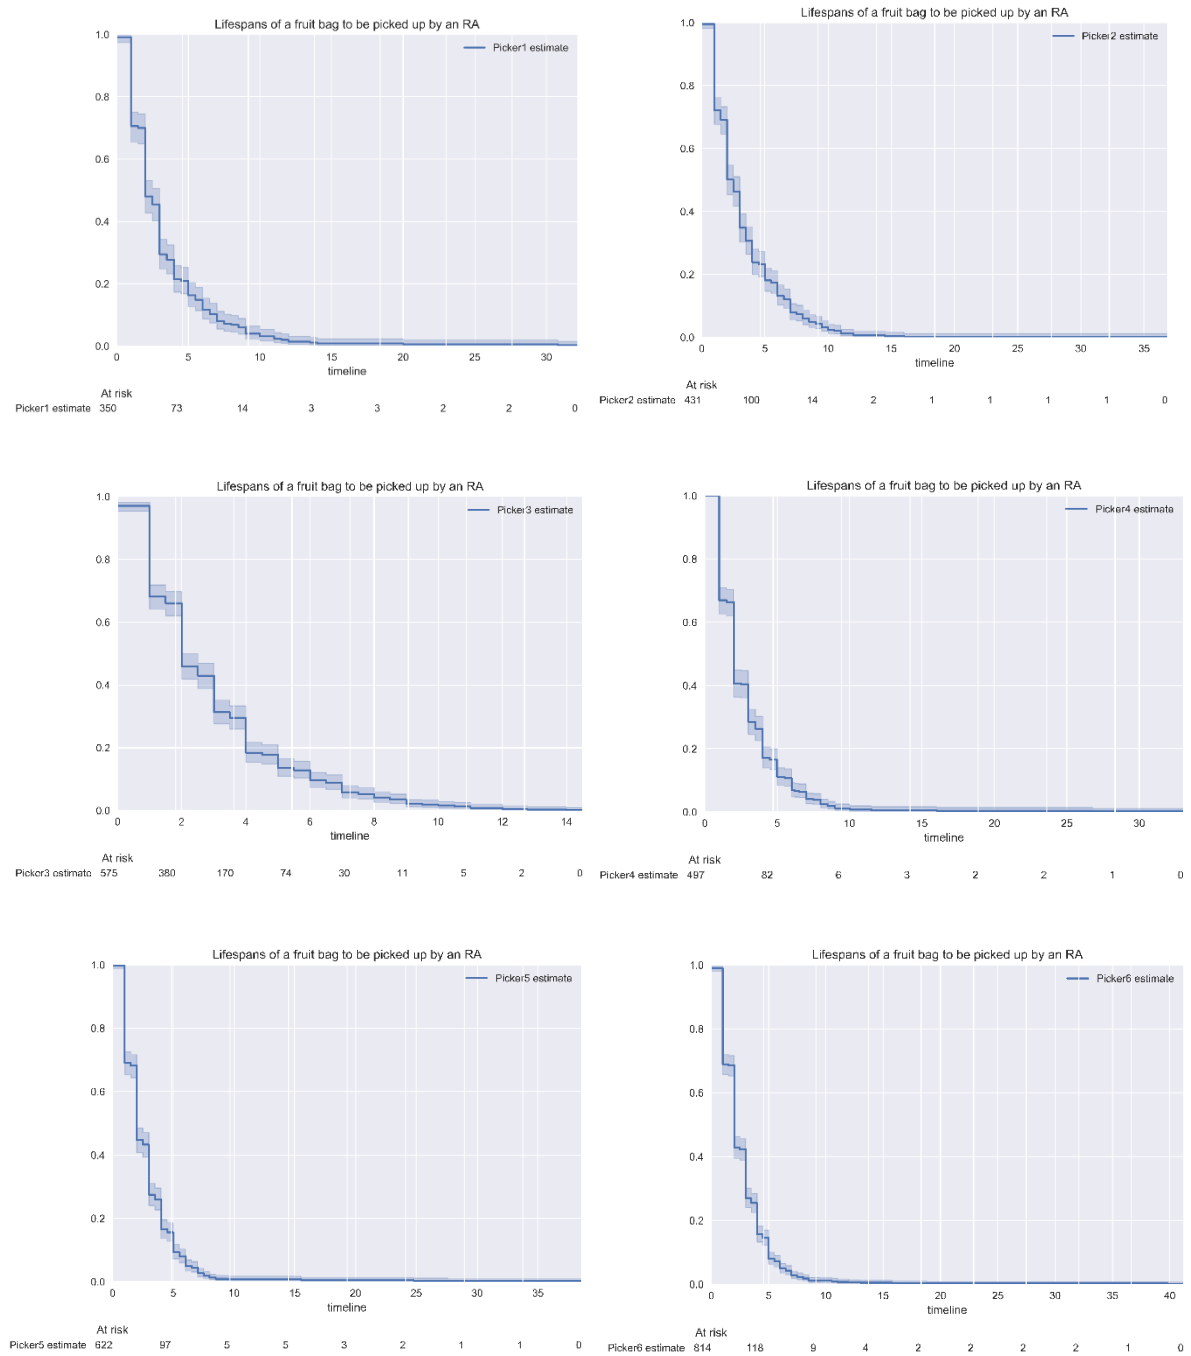 Lifespans of a fruit bag to be picked up by an RA
Picker1 estimate
1.0
0.8
0.6
0.4
0.2
0.0
0 5 10 15 20 25 30
timeline
At risk
Picker1 estimate 350 73 14 3 3 2 2 0
Lifespans of a fruit bag to be picked up by an RA
Picker2 estimate
1.0
0.8
0.6
0.4
0.2
0.0
0 5 10 15 20 25 30 35
timeline
At risk
Picker2 estimate 431 100 14 2 1 1 1 1 0
Lifespans of a fruit bag to be picked up by an RA
Picker3 estimate
1.0
0.8
0.6
0.4
0.2
0.0
0 2 4 6 8 10 12 14
timeline
At risk
Picker3 estimate 575 380 170 74 30 11 5 2 0
Lifespans of a fruit bag to be picked up by an RA
Picker4 estimate
1.0
0.8
0.6
0.4
0.2
0.0
0 5 10 15 20 25 30
timeline
At risk
Picker4 estimate 497 82 6 3 2 2 1 0
Lifespans of a fruit bag to be picked up by an RA
Picker5 estimate
1.0
0.8
0.6
0.4
0.2
0.0
0 5 10 15 20 25 30 35
timeline
At risk
Picker5 estimate 622 97 5 5 3 2 1 1 0
Lifespans of a fruit bag to be picked up by an RA
Picker6 estimate
1.0
0.8
0.6
0.4
0.2
0.0
0 5 10 15 20 25 30 35 40
timeline
At risk
Picker6 estimate 814 118 9 4 2 2 2 2 1 0